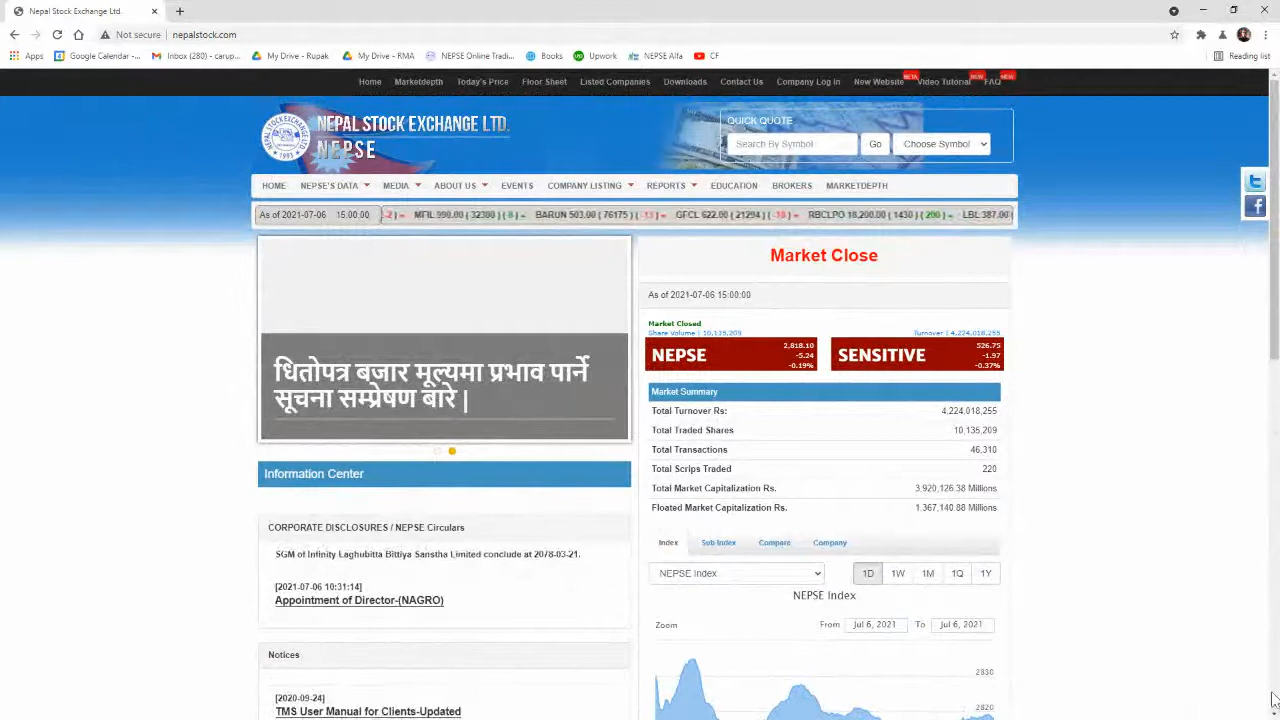 Nepal Stock Exchange Ltd.
Not secure nepalstock.com
Apps Google Calendar -... Inbox (280) - carup... My Drive - Rupak My Drive - RMA NEPSE Online Tradi... Books Upwork NEPSE Alfa CF Reading list
Home Marketdepth Today's Price Floor Sheet Listed Companies Downloads Contact Us Company Log in New Website BETA Video Tutorial NEW FAQ NEW
NEPAL STOCK EXCHANGE LTD.
NEPSE
QUICK QUOTE
Search By Symbol Go Choose Symbol
HOME NEPSE'S DATA MEDIA ABOUT US EVENTS COMPANY LISTING REPORTS EDUCATION BROKERS MARKETDEPTH
As of 2021-07-06 15:00:00 -2 ) MFIL 990.00 ( 32300 ) ( 8 ) BARUN 503.00 ( 76175 ) ( -13 ) GFCL 622.00 ( 21294 ) ( -18 ) RBCLPO 18,200.00 ( 1430 ) ( 200 ) LBL 387.00
धितोपत्र बजार मूल्यमा प्रभाव पार्ने
सूचना सम्प्रेषण बारे |
Market Close
As of 2021-07-06 15:00:00
Market Closed
Share Volume | 10,135,209 Turnover | 4,224,018,255
NEPSE 2,818.10 -5.24 -0.19%
SENSITIVE 526.75 -1.97 -0.37%
Market Summary
Total Turnover Rs: 4,224,018,255
Total Traded Shares 10,135,209
Total Transactions 46,310
Total Scrips Traded 220
Total Market Capitalization Rs. 3,920,126.38 Millions
Floated Market Capitalization Rs. 1,367,140.88 Millions
Information Center
CORPORATE DISCLOSURES / NEPSE Circulars
SGM of Infinity Laghubitta Bittiya Sanstha Limited conclude at 2078-03-21.
[2021-07-06 10:31:14]
Appointment of Director-(NAGRO)
Notices
[2020-09-24]
TMS User Manual for Clients-Updated
Index Sub Index Compare Company
NEPSE Index 1D 1W 1M 1Q 1Y
NEPSE Index
Zoom From Jul 6, 2021 To Jul 6, 2021
2830
2820